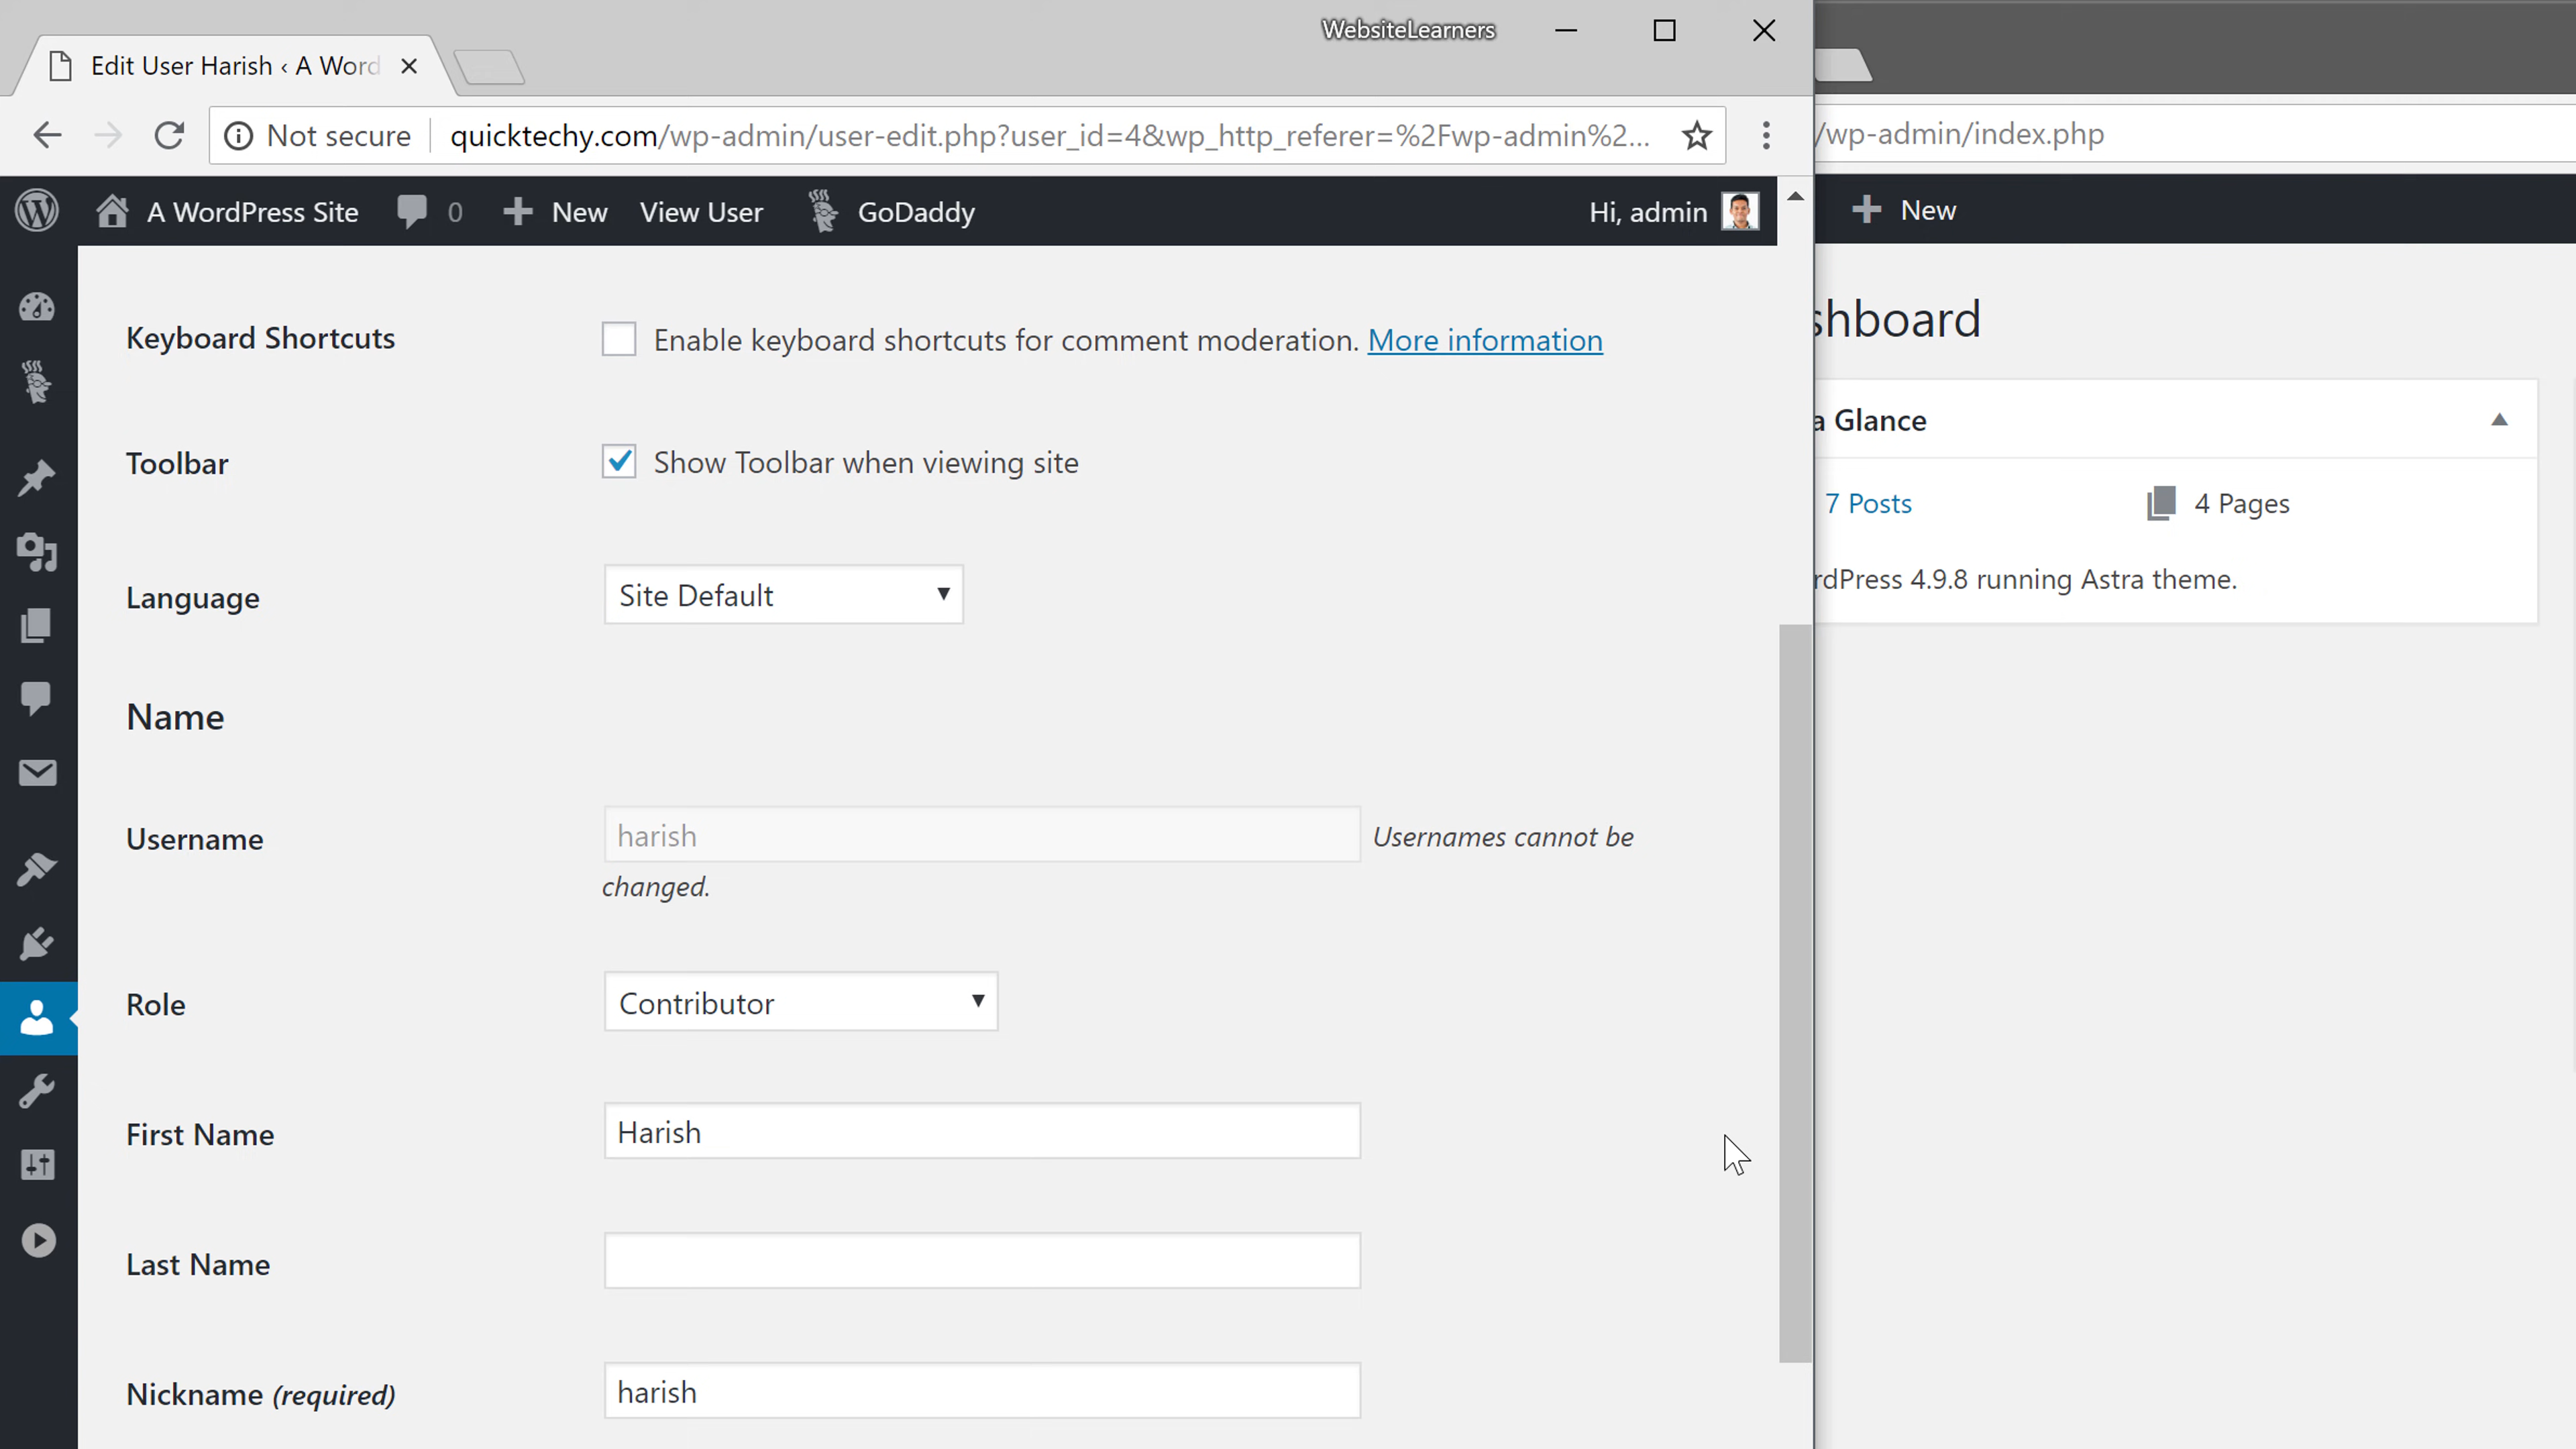 WebsiteLearners
Edit User Harish ‹ A Word
Not secure
quicktechy.com/wp-admin/user-edit.php?user_id=4&wp_http_referer=%2Fwp-admin%2...
/wp-admin/index.php
A WordPress Site
0
New
View User
GoDaddy
Hi, admin
New
Keyboard Shortcuts
Enable keyboard shortcuts for comment moderation. More information
shboard
a Glance
Toolbar
Show Toolbar when viewing site
7 Posts
4 Pages
rdPress 4.9.8 running Astra theme.
Language
Site Default
Name
Username
harish
Usernames cannot be
changed.
Role
Contributor
First Name
Harish
Last Name
Nickname (required)
harish